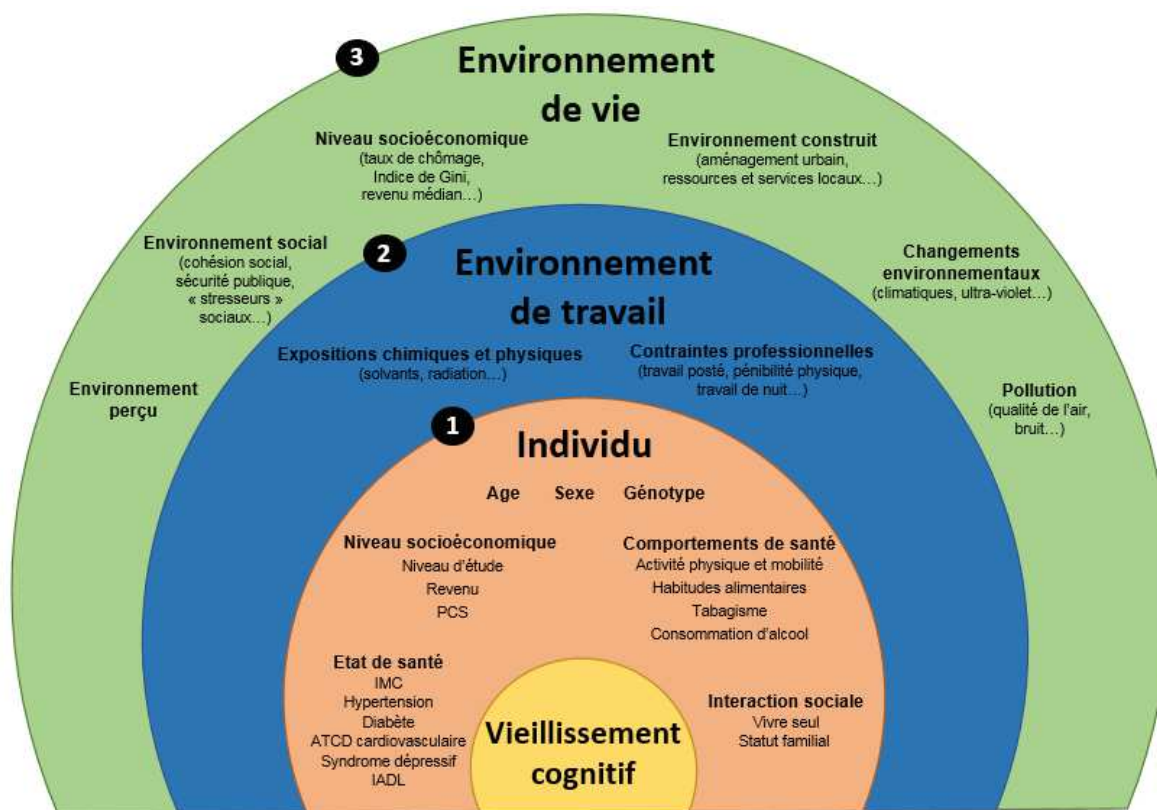 3
Environnement
de vie
Niveau socioéconomique
(taux de chômage,
Indice de Gini,
revenu médian…)
Environnement construit
(aménagement urbain,
ressources et services locaux…)
Environnement social
(cohésion social,
sécurité publique,
« stresseurs »
sociaux…)
Changements
environnementaux
(climatiques, ultra-violet…)
Environnement
perçu
Pollution
(qualité de l'air,
bruit…)
2
Environnement
de travail
Expositions chimiques et physiques
(solvants, radiation…)
Contraintes professionnelles
(travail posté, pénibilité physique,
travail de nuit…)
1
Individu
Age Sexe Génotype
Niveau socioéconomique
Niveau d'étude
Revenu
PCS
Comportements de santé
Activité physique et mobilité
Habitudes alimentaires
Tabagisme
Consommation d'alcool
Etat de santé
IMC
Hypertension
Diabète
ATCD cardiovasculaire
Syndrome dépressif
IADL
Interaction sociale
Vivre seul
Statut familial
Vieillissement
cognitif